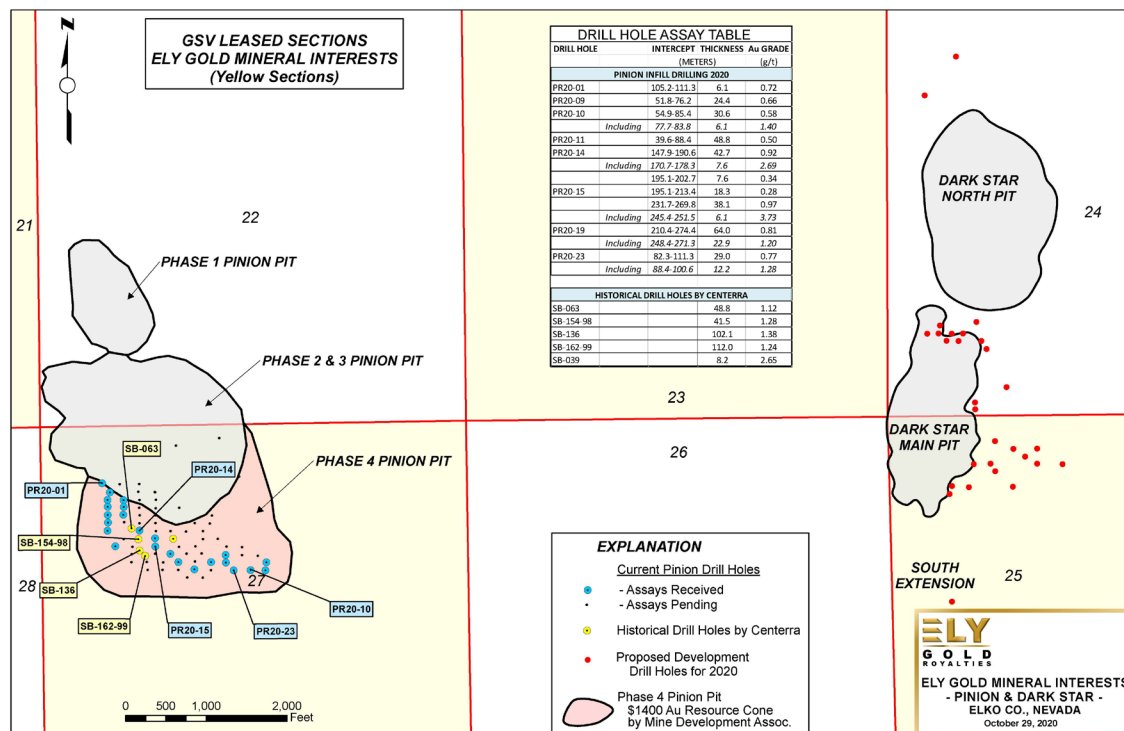 GSV LEASED SECTIONS
ELY GOLD MINERAL INTERESTS
(Yellow Sections)
DRILL HOLE ASSAY TABLE
DRILL HOLE INTERCEPT THICKNESS Au GRADE
(METERS) (g/t)
PINION INFILL DRILLING 2020
PR20-01 105.2-111.3 6.1 0.72
PR20-09 51.8-76.2 24.4 0.66
PR20-10 54.9-85.4 30.6 0.58
Including 77.7-83.8 6.1 1.40
PR20-11 39.6-88.4 48.8 0.50
PR20-14 147.9-190.6 42.7 0.92
Including 170.7-178.3 7.6 2.69
195.1-202.7 7.6 0.34
PR20-15 195.1-213.4 18.3 0.28
231.7-269.8 38.1 0.97
Including 245.4-251.5 6.1 3.73
PR20-19 210.4-274.4 64.0 0.81
Including 248.4-271.3 22.9 1.20
PR20-23 82.3-111.3 29.0 0.77
Including 88.4-100.6 12.2 1.28
HISTORICAL DRILL HOLES BY CENTERRA
SB-063 48.8 1.12
SB-154-98 41.5 1.28
SB-136 102.1 1.38
SB-162-99 112.0 1.24
SB-039 8.2 2.65
DARK STAR
NORTH PIT
21
22
24
PHASE 1 PINION PIT
PHASE 2 & 3 PINION PIT
23
DARK STAR
MAIN PIT
26
SB-063
PHASE 4 PINION PIT
PR20-14
PR20-01
SB-154-98
SB-136
28
27
SB-162-99
PR20-15
PR20-23
PR20-10
SOUTH
EXTENSION
25
EXPLANATION
Current Pinion Drill Holes
- Assays Received
- Assays Pending
Historical Drill Holes by Centerra
Proposed Development
Drill Holes for 2020
Phase 4 Pinion Pit
$1400 Au Resource Cone
by Mine Development Assoc.
0 500 1,000 2,000
Feet
ELY
GOLD
ROYALTIES
ELY GOLD MINERAL INTERESTS
- PINION & DARK STAR -
ELKO CO., NEVADA
October 29, 2020